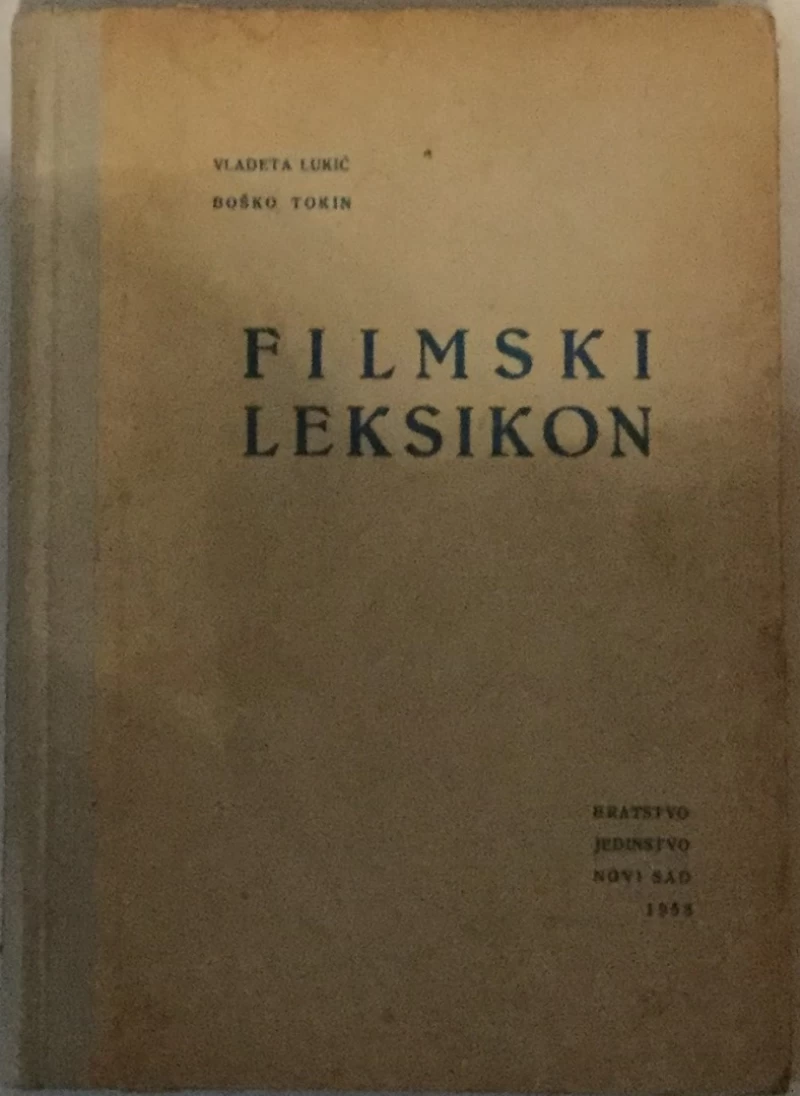 VLADETA LUKIĆ
BOŠKO TOKIN
FILMSKI
LEKSIKON
BRATSTVO
JEDINSTVO
NOVI SAD